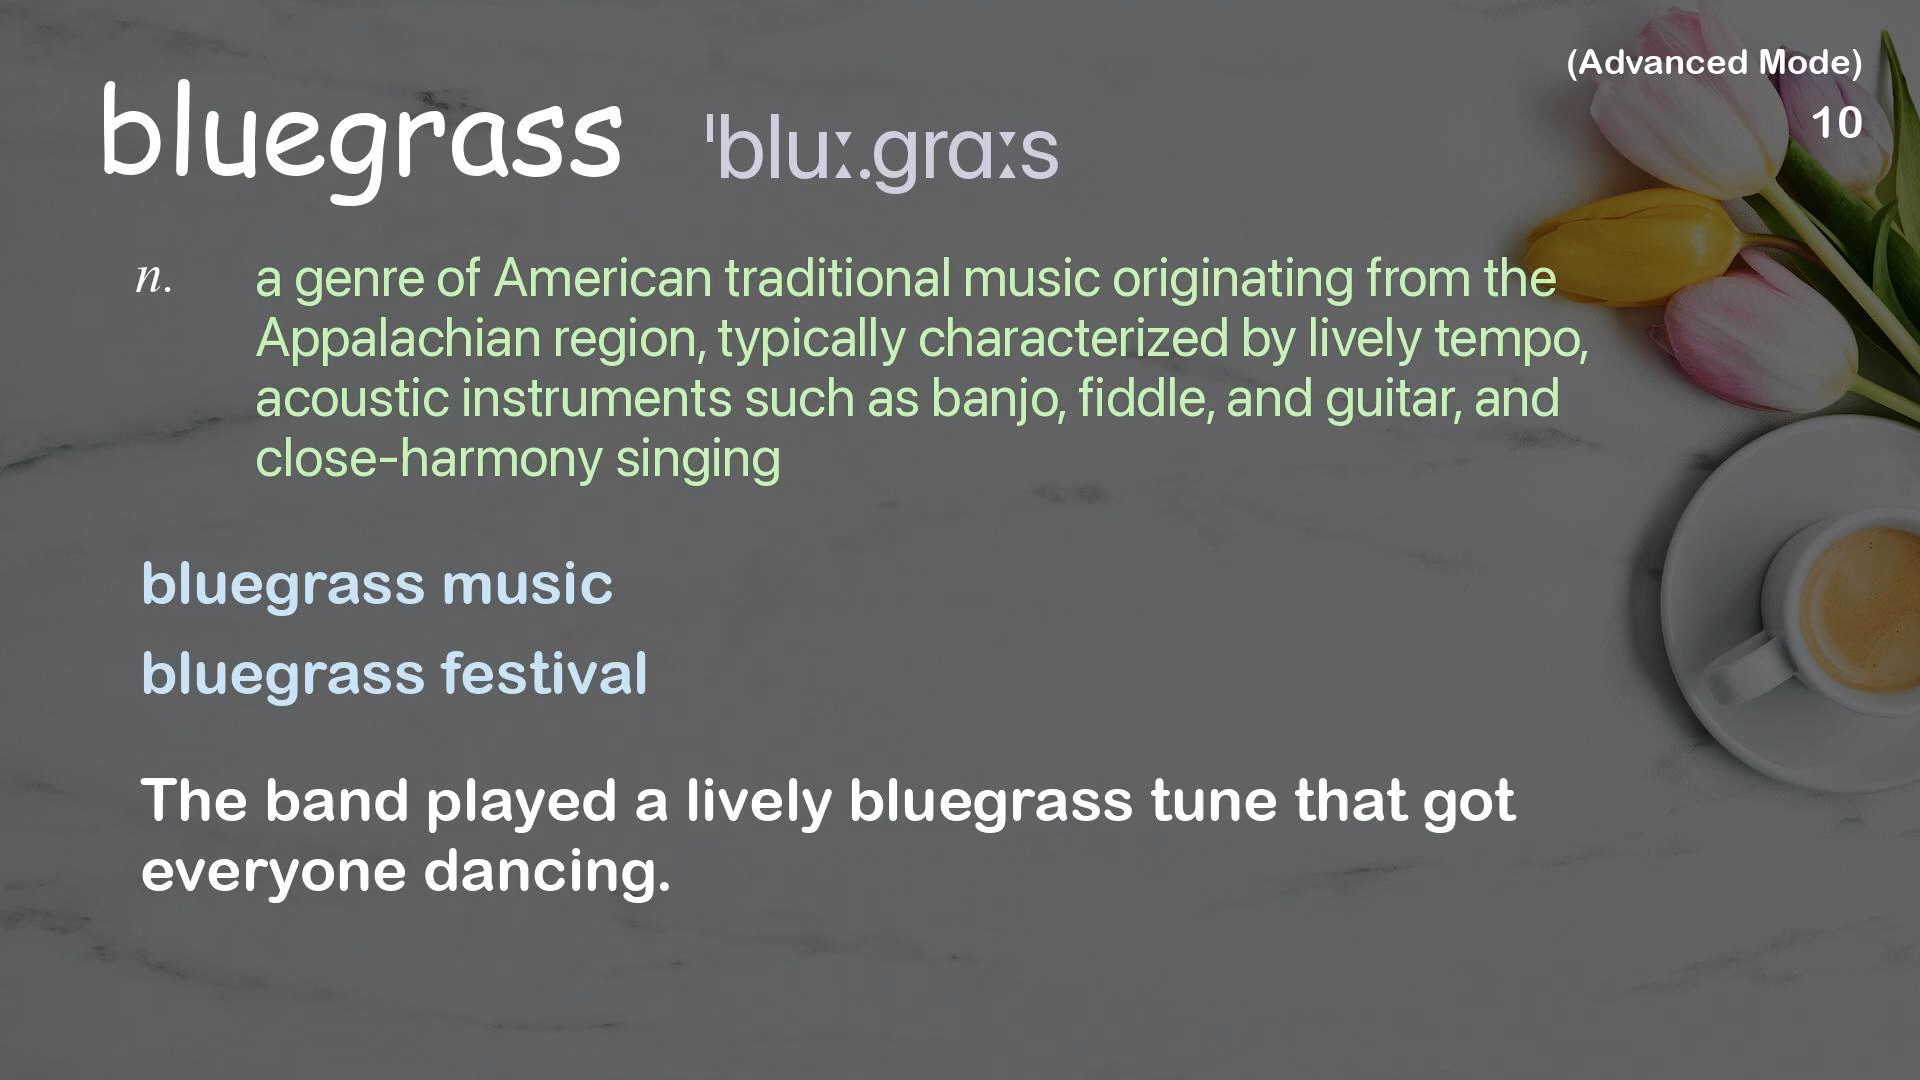 (Advanced Mode)
10
bluegrass ˈbluː.ɡrɑːs
n. a genre of American traditional music originating from the
Appalachian region, typically characterized by lively tempo,
acoustic instruments such as banjo, fiddle, and guitar, and
close-harmony singing
bluegrass music
bluegrass festival
The band played a lively bluegrass tune that got
everyone dancing.